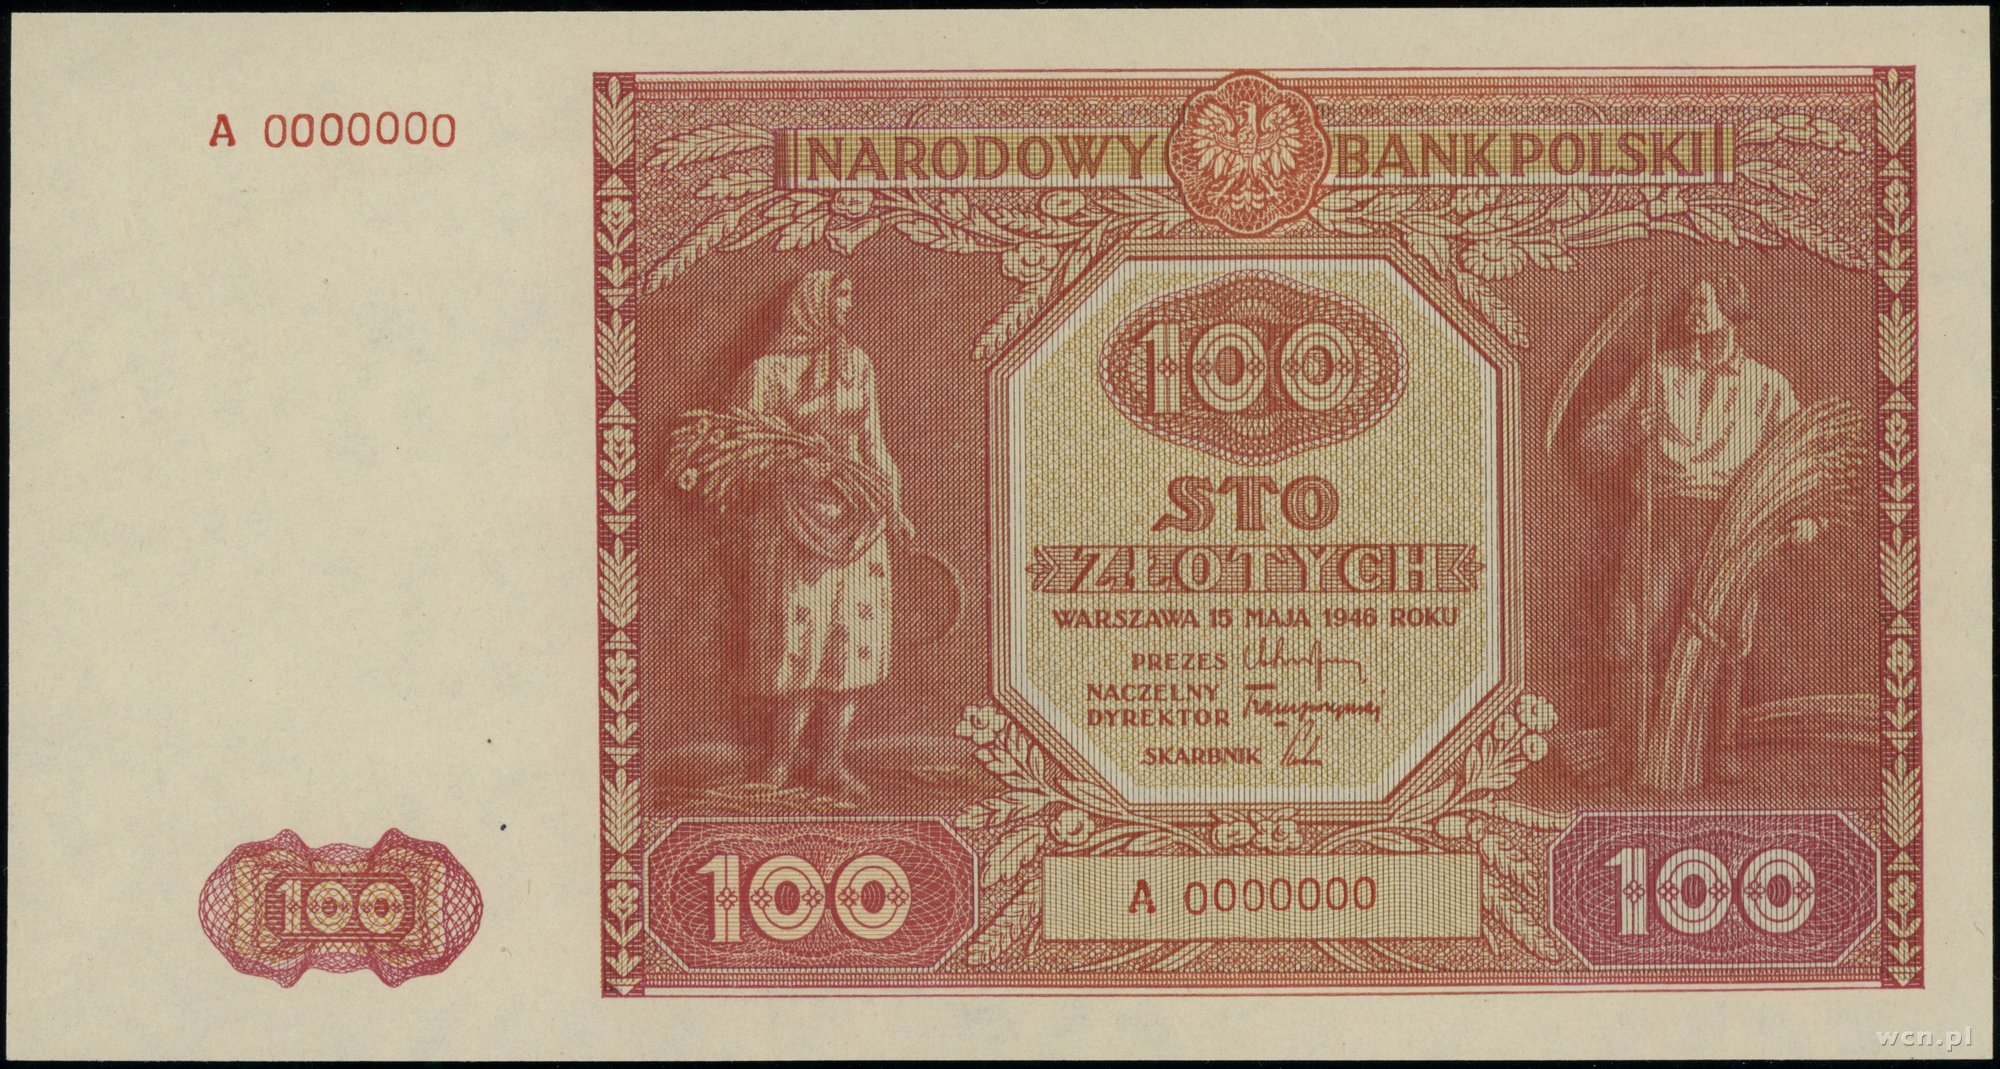 A 0000000
NARODOWY BANK POLSKI
100
STO
ZŁOTYCH
WARSZAWA 15 MAJA 1946 ROKU
PREZES
NACZELNY
DYREKTOR
SKARBNIK
100
100
A 0000000
100
wcn.pl